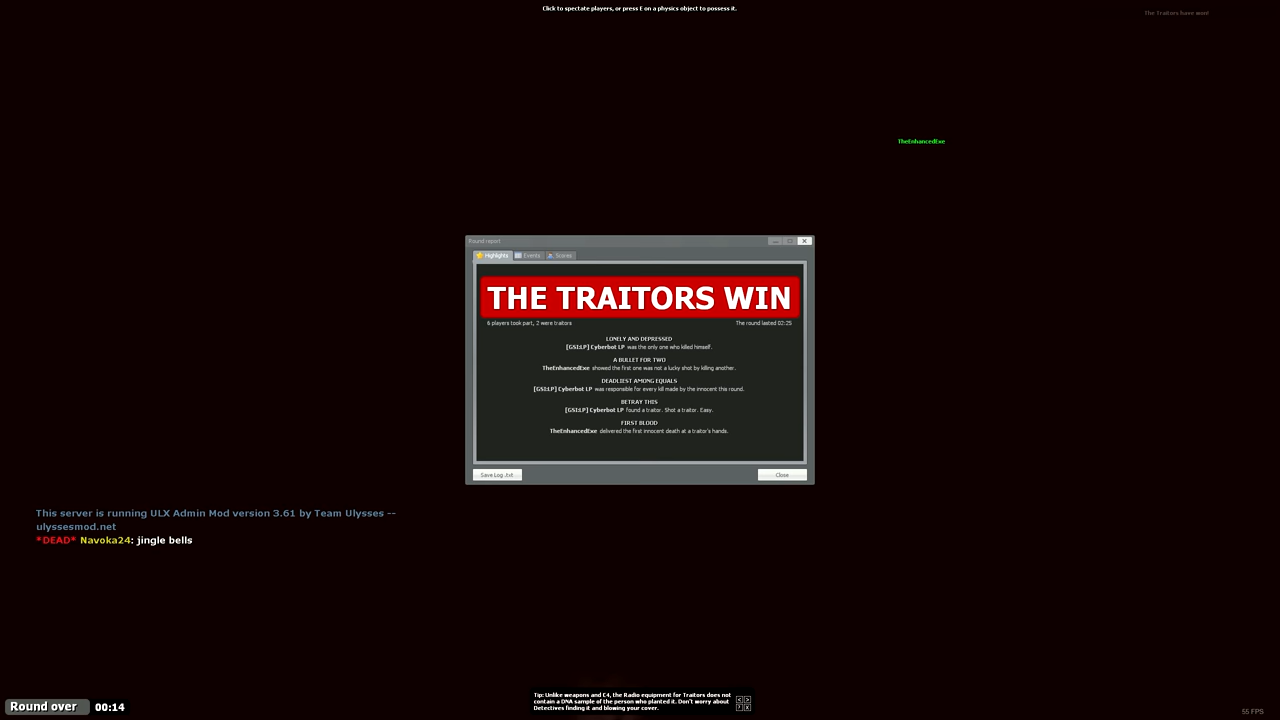 Click to spectate players, or press E on a physics object to possess it.
The Traitors have won!
TheEnhancedExe
Round report
Highlights
Events
Scores
THE TRAITORS WIN
6 players took part, 2 were traitors
The round lasted 02:25
LONELY AND DEPRESSED
[GSI:LP] Cyberbot LP was the only one who killed himself.
A BULLET FOR TWO
TheEnhancedExe showed the first one was not a lucky shot by killing another.
DEADLIEST AMONG EQUALS
[GSI:LP] Cyberbot LP was responsible for every kill made by the innocent this round.
BETRAY THIS
[GSI:LP] Cyberbot LP found a traitor. Shot a traitor. Easy.
FIRST BLOOD
TheEnhancedExe delivered the first innocent death at a traitor's hands.
Save Log .txt
Close
This server is running ULX Admin Mod version 3.61 by Team Ulysses --
ulyssesmod.net
*DEAD* Navoka24: jingle bells
Tip: Unlike weapons and C4, the Radio equipment for Traitors does not
contain a DNA sample of the person who planted it. Don't worry about
Detectives finding it and blowing your cover.
< >
? X
Round over 00:14
55 FPS